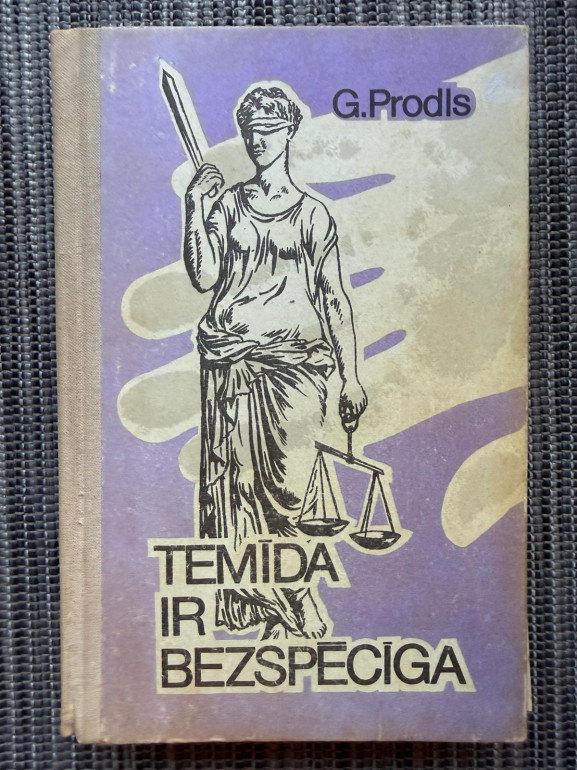 G.Prodls
TEMĪDA
IR
BEZSPĒCĪGA